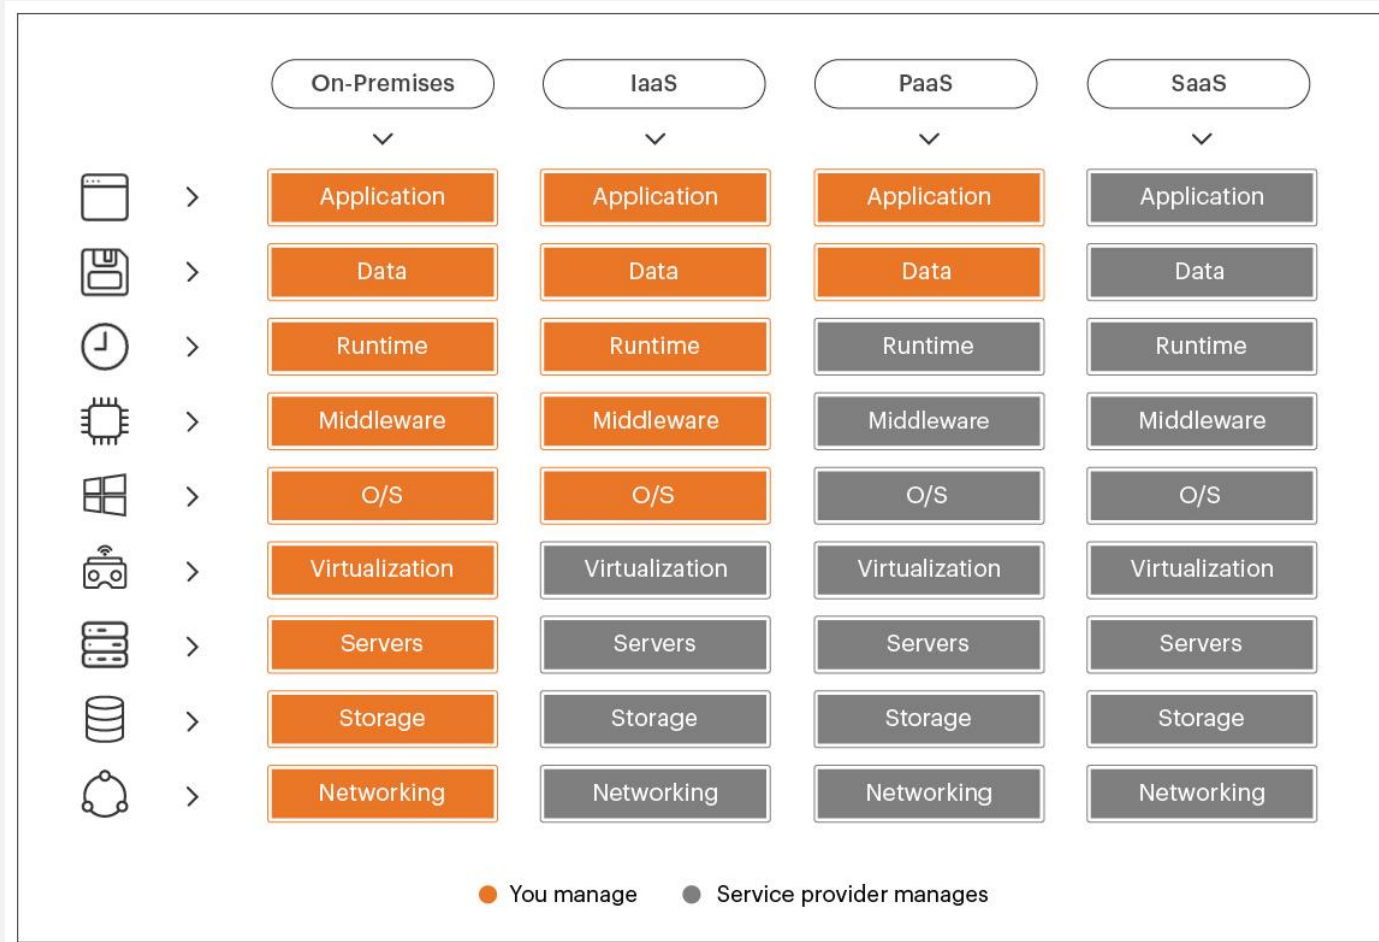 On-Premises IaaS PaaS SaaS
Application Application Application Application
Data Data Data Data
Runtime Runtime Runtime Runtime
Middleware Middleware Middleware Middleware
O/S O/S O/S O/S
Virtualization Virtualization Virtualization Virtualization
Servers Servers Servers Servers
Storage Storage Storage Storage
Networking Networking Networking Networking
You manage Service provider manages